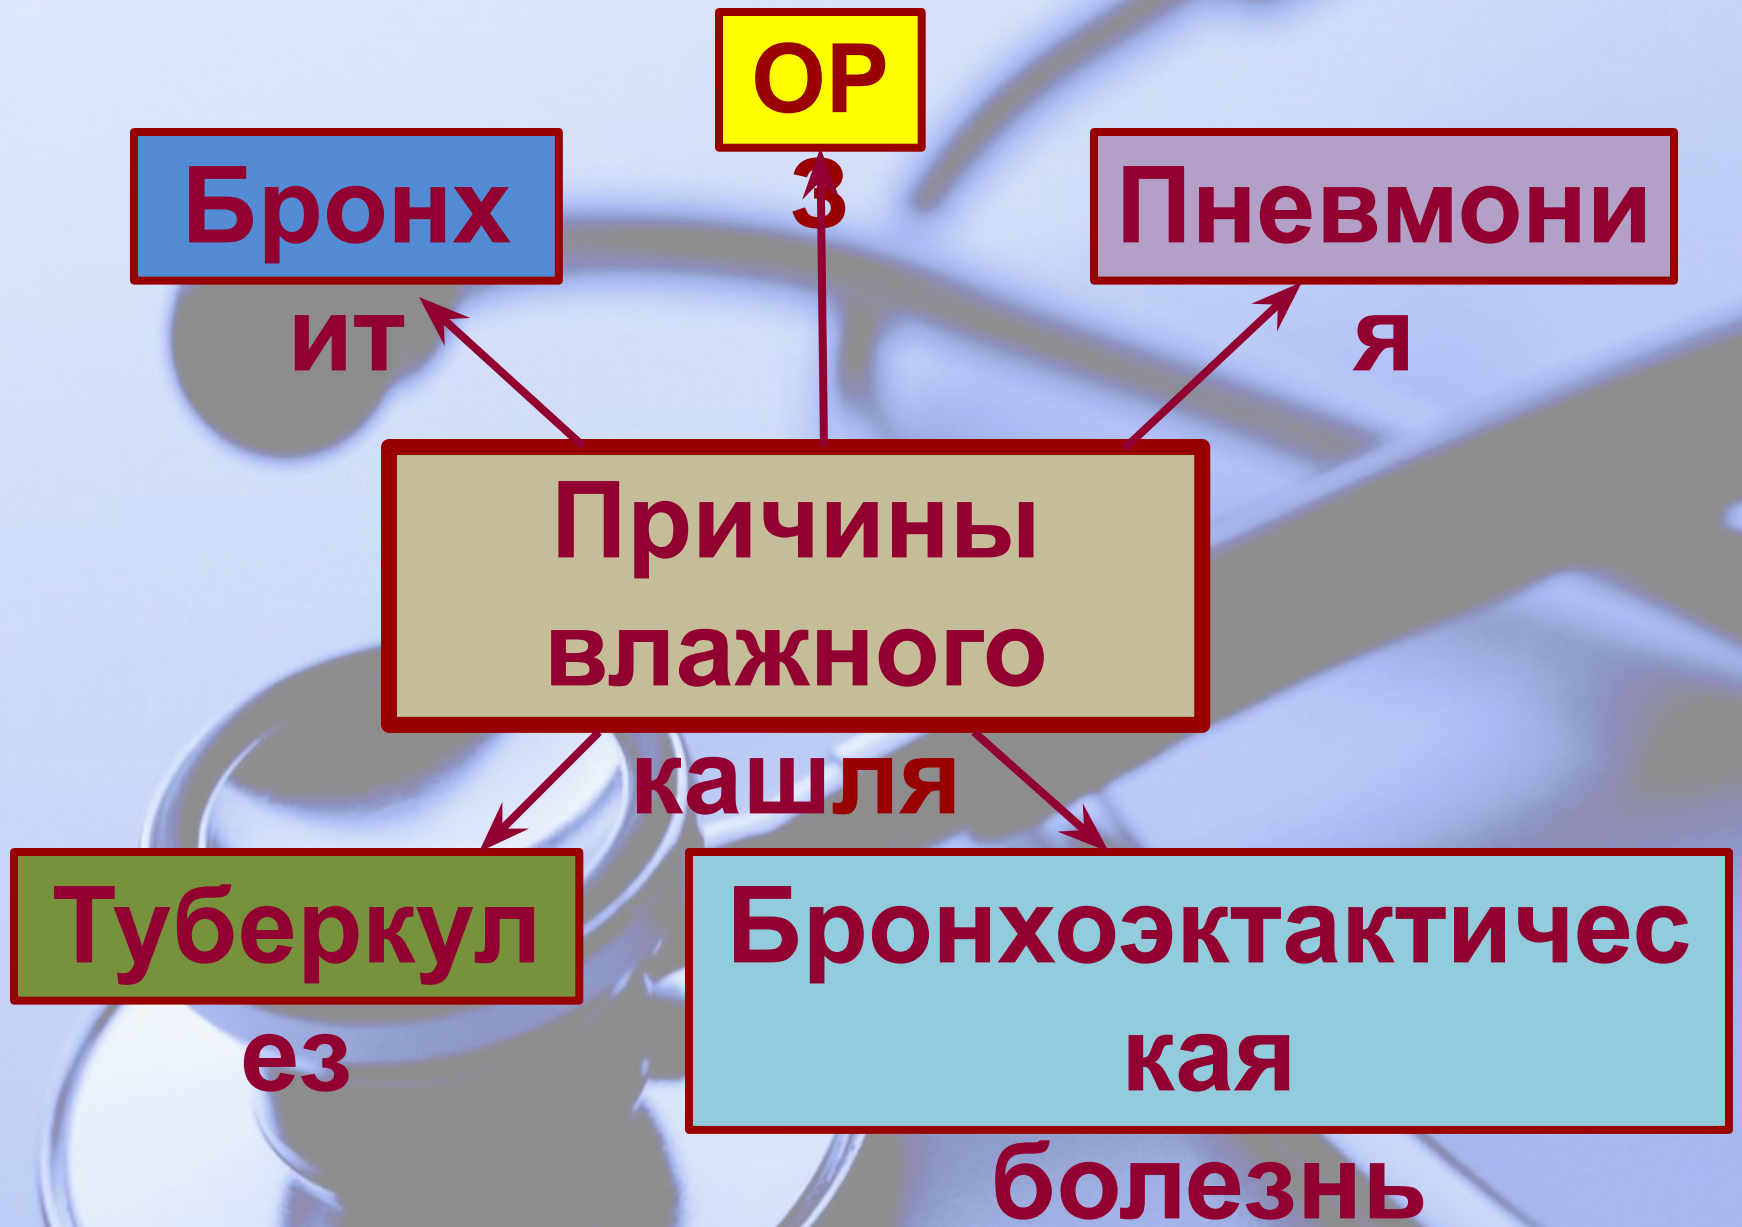 ОР
З
Бронх
ит
Пневмони
я
Причины
влажного
кашля
Туберкул
ез
Бронхоэктактичес
кая
болезнь